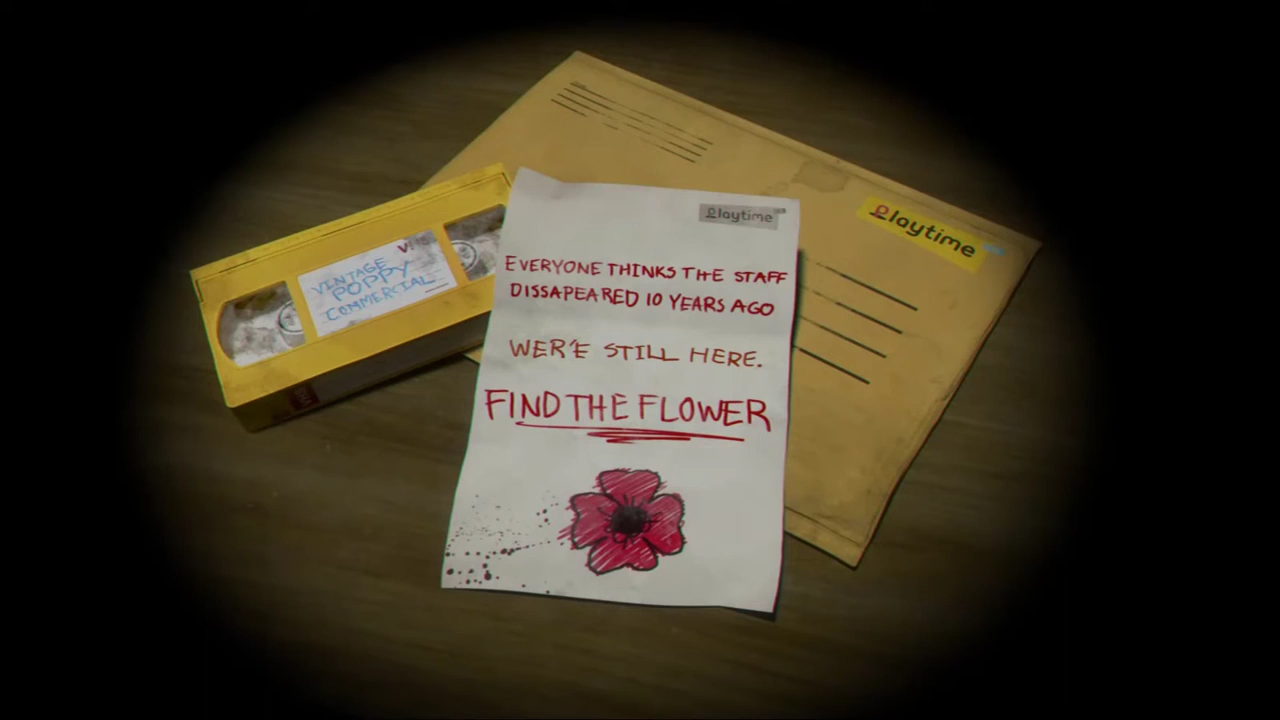 VINTAGE
POPPY
COMMERCIAL
Playtime
EVERYONE THINKS THE STAFF
DISSAPEARED 10 YEARS AGO
WER'E STILL HERE.
FIND THE FLOWER
Playtime